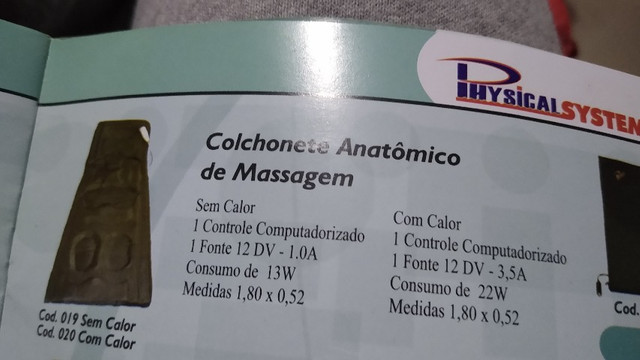 PHYSICALSYSTEM
Colchonete Anatômico
de Massagem
Sem Calor
1 Controle Computadorizado
1 Fonte 12 DV - 1.0A
Consumo de 13W
Medidas 1,80 x 0,52
Com Calor
1 Controle Computadorizado
1 Fonte 12 DV - 3,5A
Consumo de 22W
Medidas 1,80 x 0,52
Cod. 019 Sem Calor
Cod. 020 Com Calor
Cod.